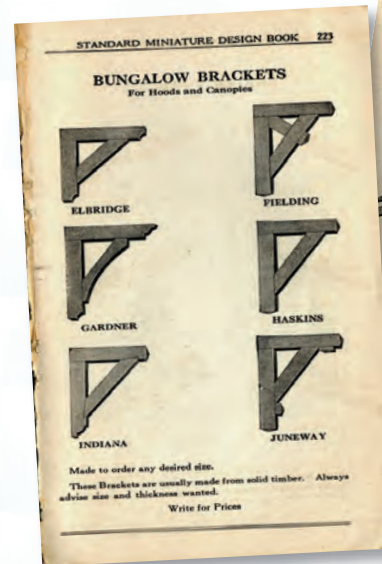 STANDARD MINIATURE DESIGN BOOK 223
BUNGALOW BRACKETS
For Hoods and Canopies
ELBRIDGE
FIELDING
GARDNER
HASKINS
INDIANA
JUNEWAY
Made to order any desired size.
These Brackets are usually made from solid timber. Always
advise size and thickness wanted.
Write for Prices